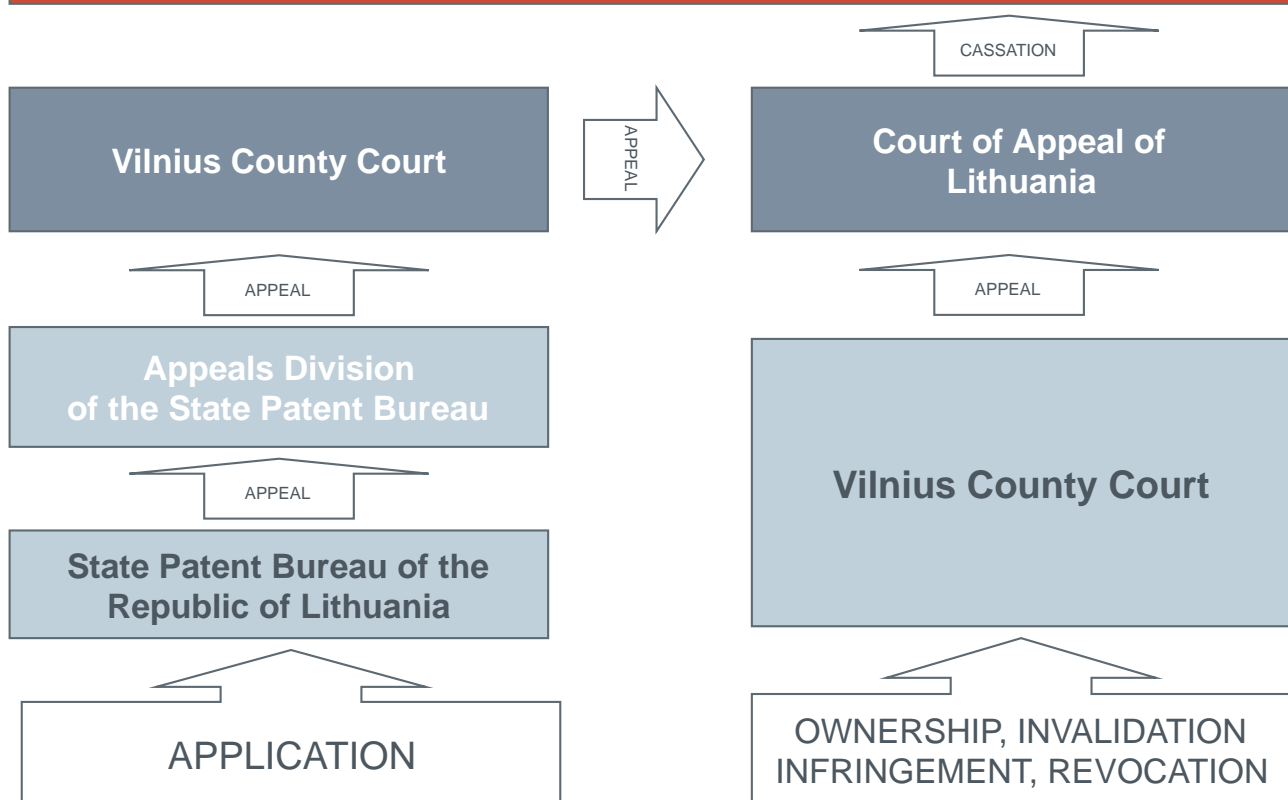 CASSATION
Vilnius County Court
APPEAL
Court of Appeal of
Lithuania
APPEAL
APPEAL
Appeals Division
of the State Patent Bureau
APPEAL
Vilnius County Court
State Patent Bureau of the
Republic of Lithuania
APPLICATION
OWNERSHIP, INVALIDATION
INFRINGEMENT, REVOCATION